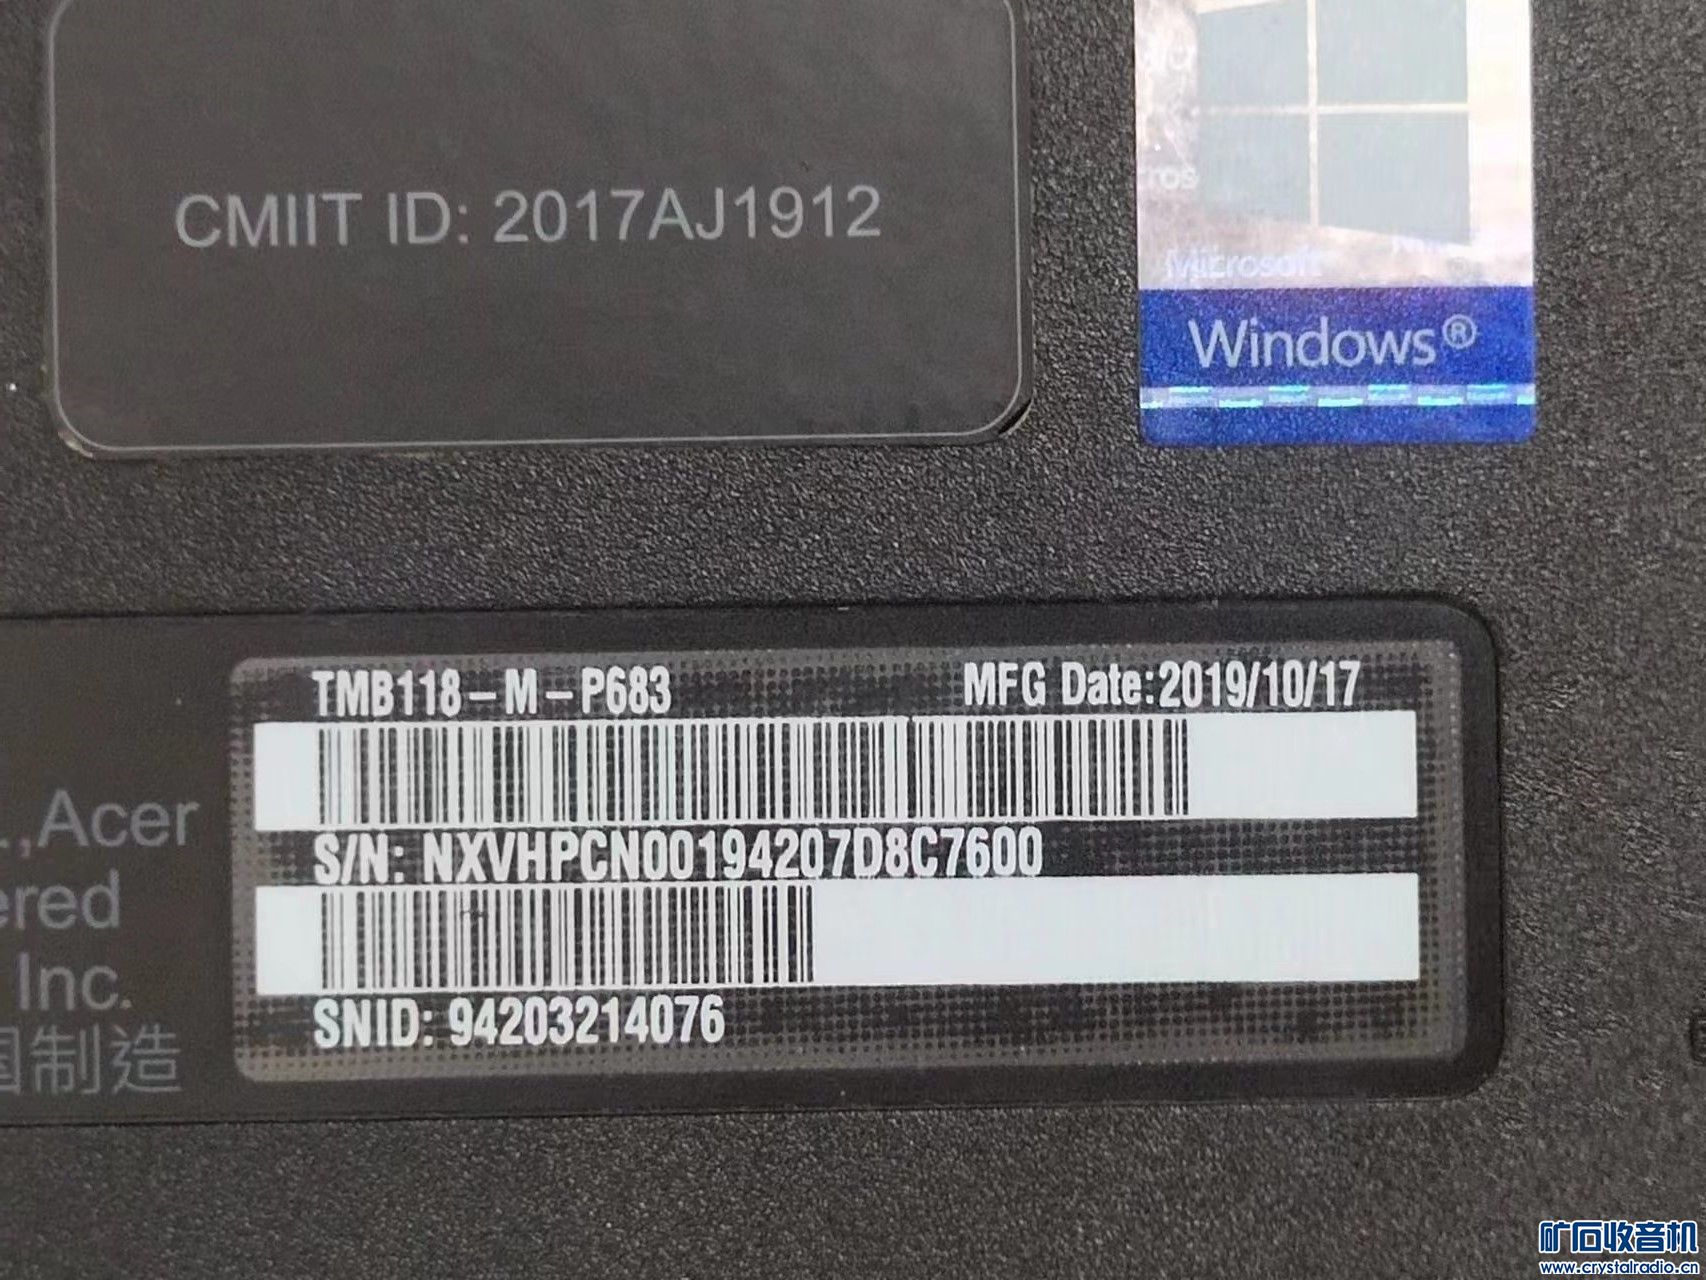 CMIIT ID: 2017AJ1912
Microsoft
Windows®
TMB118-M-P683
MFG Date:2019/10/17
S/N: NXVHPCN00194207D8C7600
SNID: 94203214076
.,Acer
ered
Inc.
国制造
矿石收音机
www.crystalradio.cn